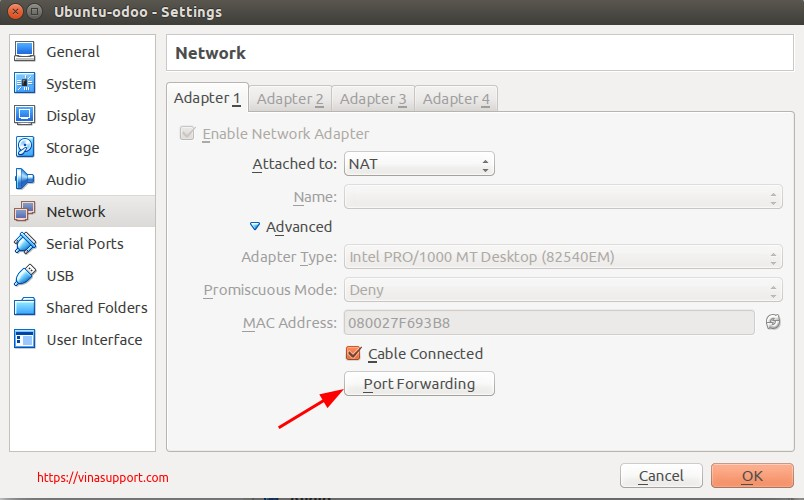 Ubuntu-odoo - Settings
General
System
Display
Storage
Audio
Network
Serial Ports
USB
Shared Folders
User Interface
Network
Adapter 1
Adapter 2
Adapter 3
Adapter 4
Enable Network Adapter
Attached to: NAT
Name:
Advanced
Adapter Type: Intel PRO/1000 MT Desktop (82540EM)
Promiscuous Mode: Deny
MAC Address: 080027F693B8
Cable Connected
Port Forwarding
https://vinasupport.com
Cancel
OK